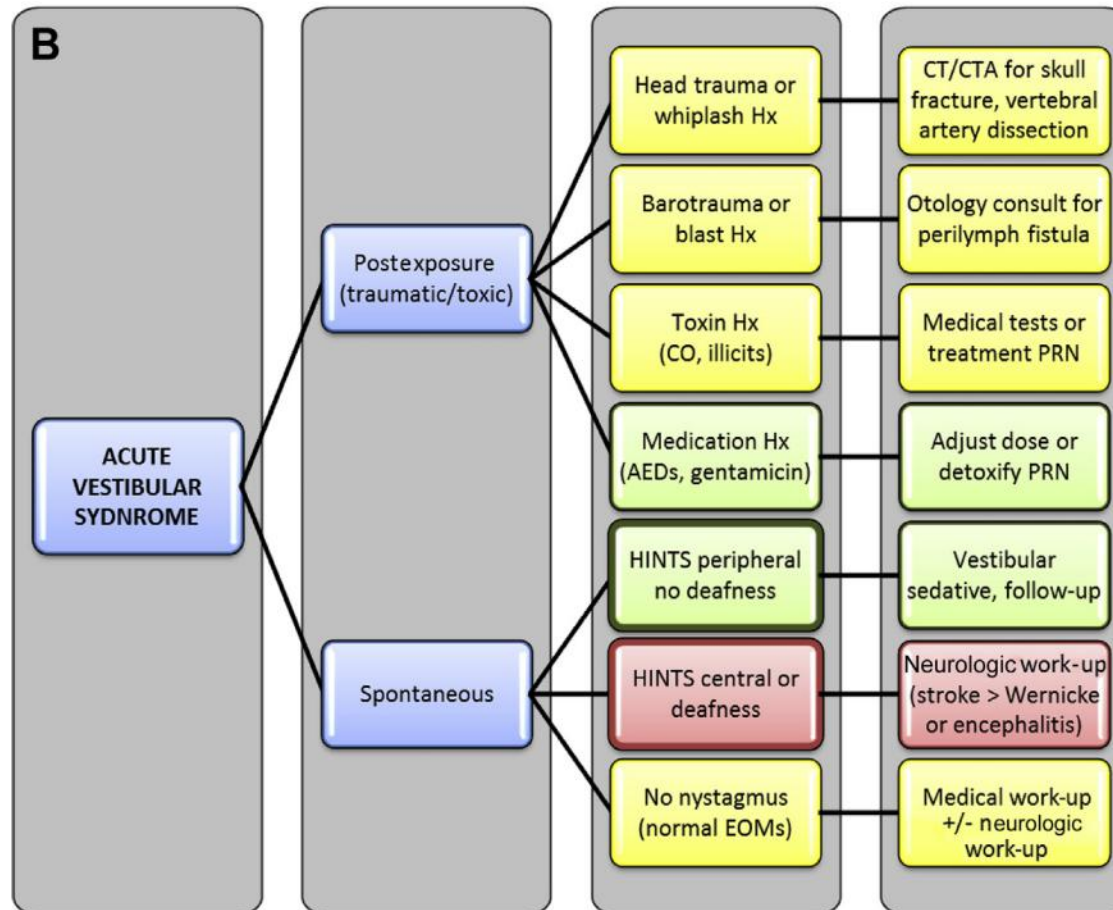 B
ACUTE
VESTIBULAR
SYDNROME
Postexposure
(traumatic/toxic)
Spontaneous
Head trauma or
whiplash Hx
Barotrauma or
blast Hx
Toxin Hx
(CO, illicits)
Medication Hx
(AEDs, gentamicin)
HINTS peripheral
no deafness
HINTS central or
deafness
No nystagmus
(normal EOMs)
CT/CTA for skull
fracture, vertebral
artery dissection
Otology consult for
perilymph fistula
Medical tests or
treatment PRN
Adjust dose or
detoxify PRN
Vestibular
sedative, follow-up
Neurologic work-up
(stroke > Wernicke
or encephalitis)
Medical work-up
+/- neurologic
work-up